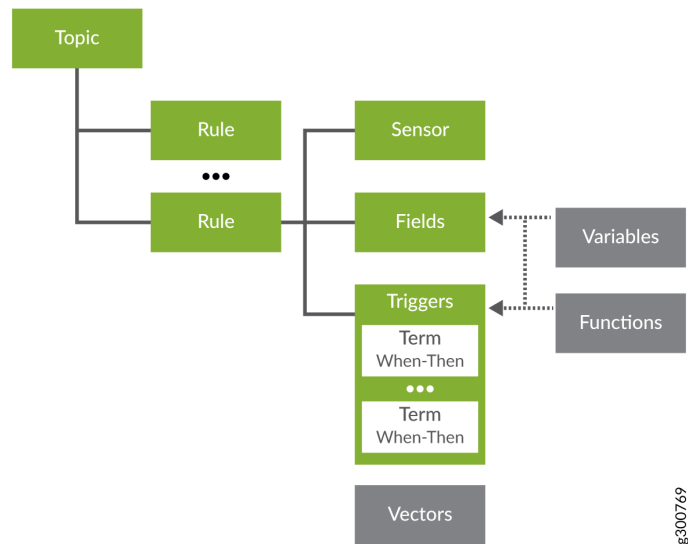 Topic
Rule
Sensor
•••
Rule
Fields
Variables
Triggers
Functions
Term
When-Then
•••
Term
When-Then
Vectors
g300769